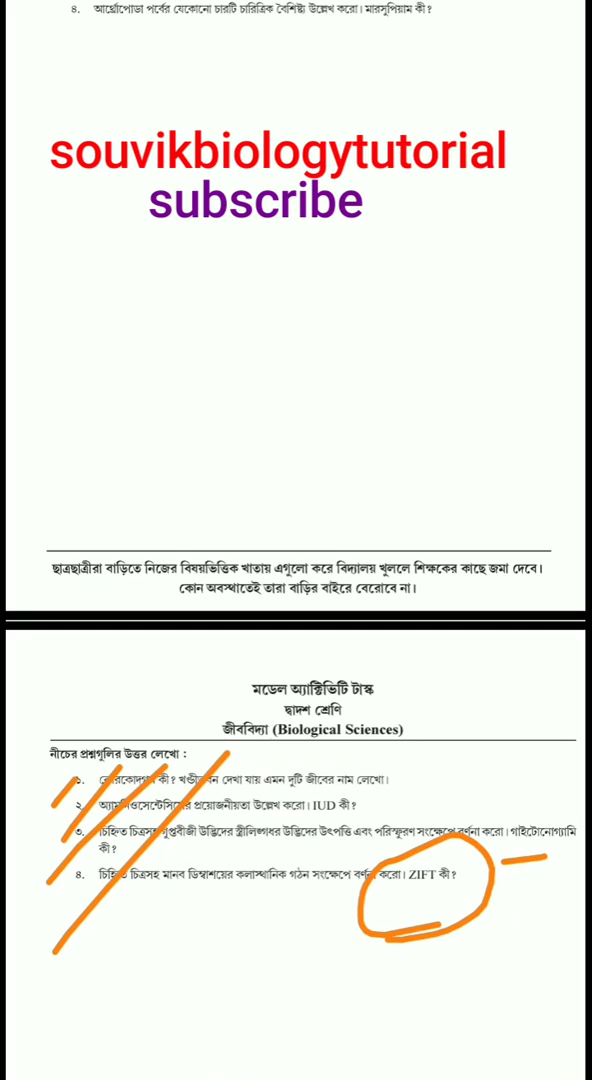 ৪. আর্থ্রোপোডা পর্বের যেকোনো চারটি চারিত্রিক বৈশিষ্ট্য উল্লেখ করো। মারসুপিয়াম কী?
souvikbiologytutorial
subscribe
ছাত্রছাত্রীরা বাড়িতে নিজের বিষয়ভিত্তিক খাতায় এগুলো করে বিদ্যালয় খুললে শিক্ষকের কাছে জমা দেবে।
কোন অবস্থাতেই তারা বাড়ির বাইরে বেরোবে না।
মডেল অ্যাক্টিভিটি টাস্ক
দ্বাদশ শ্রেণি
জীববিদ্যা (Biological Sciences)
নীচের প্রশ্নগুলির উত্তর লেখো :
১. কী? খণ্ডীভবন দেখা যায় এমন দুটি জীবের নাম লেখো।
২. অ্যামনিওসেন্টেসিসের প্রয়োজনীয়তা উল্লেখ করো। IUD কী?
৩. চিহ্নিত চিত্রসহ গুপ্তবীজী উদ্ভিদের স্ত্রীলিঙ্গধর উদ্ভিদের উৎপত্তি এবং পরিস্ফুরণ সংক্ষেপে বর্ণনা করো। গাইটোনোগ্যামি
কী?
৪. চিহ্নিত চিত্রসহ মানব ডিম্বাশয়ের কলাস্থানিক গঠন সংক্ষেপে বর্ণনা করো। ZIFT কী?